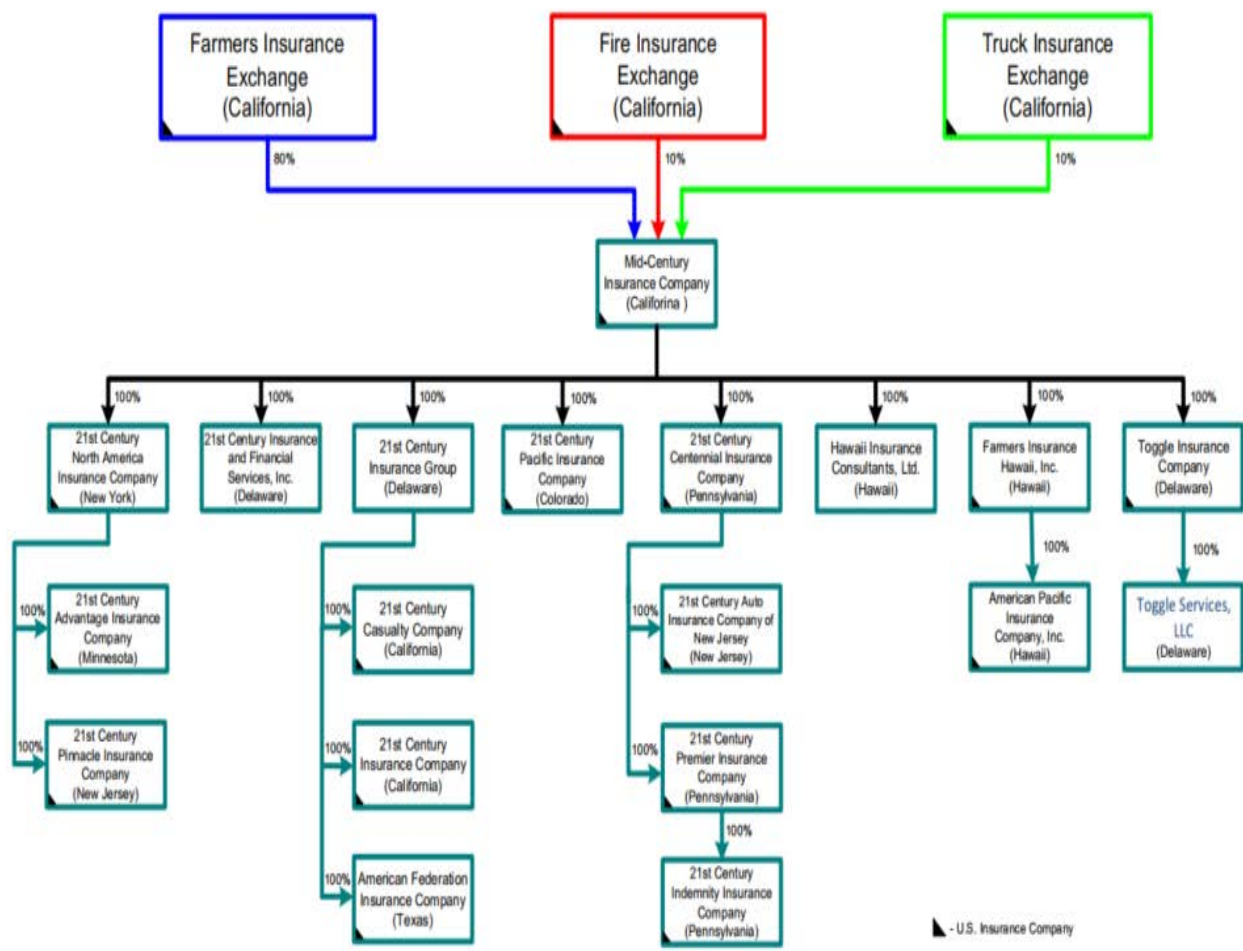 Farmers Insurance
Exchange
(California)
Fire Insurance
Exchange
(California)
Truck Insurance
Exchange
(California)
80%
10%
10%
Mid-Century
Insurance Company
(Califorina )
100%
100%
100%
100%
100%
100%
100%
100%
21st Century
North America
Insurance Company
(New York)
21st Century Insurance
and Financial
Services, Inc.
(Delaware)
21st Century
Insurance Group
(Delaware)
21st Century
Pacific Insurance
Company
(Colorado)
21st Century
Centennial Insurance
Company
(Pennsylvania)
Hawaii Insurance
Consultants, Ltd.
(Hawaii)
Farmers Insurance
Hawaii, Inc.
(Hawaii)
Toggle Insurance
Company
(Delaware)
100%
100%
100%
21st Century
Advantage Insurance
Company
(Minnesota)
100%
21st Century
Casualty Company
(California)
100%
21st Century Auto
Insurance Company of
New Jersey
(New Jersey)
American Pacific
Insurance
Company, Inc.
(Hawaii)
Toggle Services,
LLC
(Delaware)
100%
21st Century
Pinnacle Insurance
Company
(New Jersey)
100%
21st Century
Insurance Company
(California)
100%
21st Century
Premier Insurance
Company
(Pennsylvania)
100%
100%
American Federation
Insurance Company
(Texas)
21st Century
Indemnity Insurance
Company
(Pennsylvania)
- U.S. Insurance Company